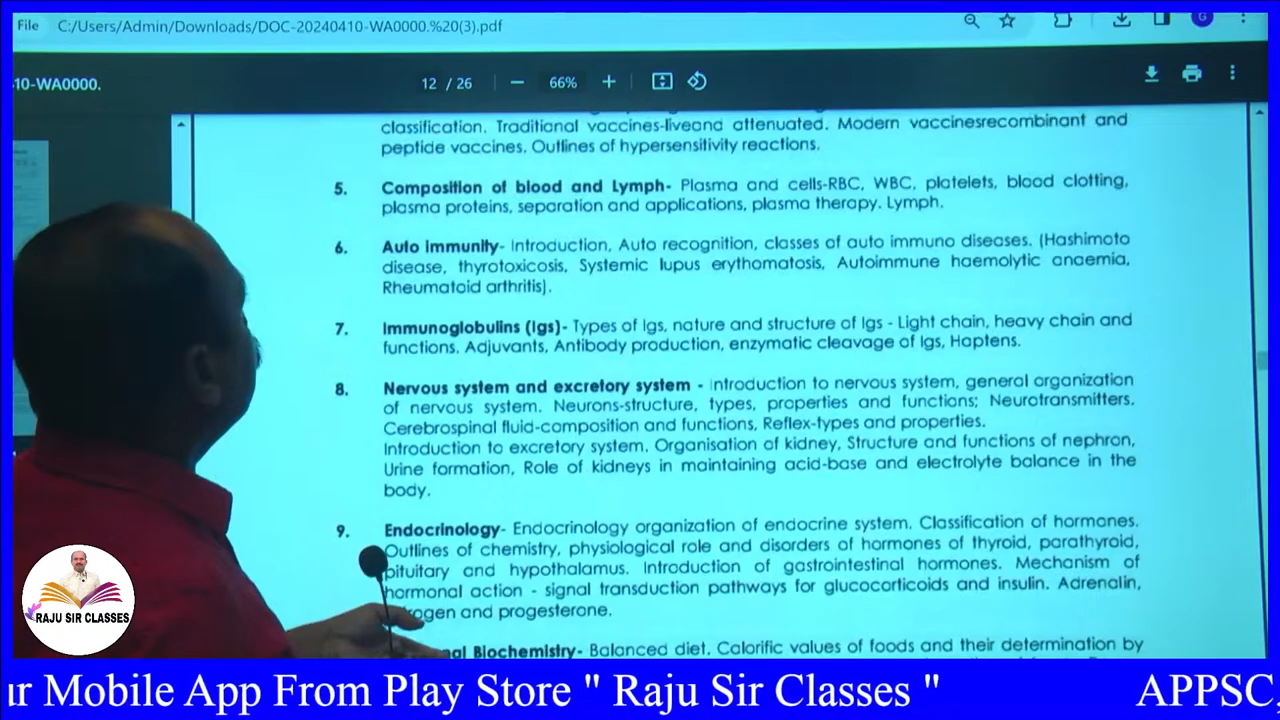 File C:/Users/Admin/Downloads/DOC-20240410-WA0000.%20(3).pdf
G
10-WA0000.
12 / 26
66%
classification. Traditional vaccines-liveand attenuated. Modern vaccinesrecombinant and
peptide vaccines. Outlines of hypersensitivity reactions.
5. Composition of blood and Lymph- Plasma and cells-RBC, WBC, platelets, blood clotting,
plasma proteins, separation and applications, plasma therapy. Lymph.
6. Auto immunity- Introduction, Auto recognition, classes of auto immuno diseases. (Hashimoto
disease, thyrotoxicosis, Systemic lupus erythomatosis, Autoimmune haemolytic anaemia,
Rheumatoid arthritis).
7. Immunoglobulins (Igs)- Types of Igs, nature and structure of Igs - Light chain, heavy chain and
functions. Adjuvants, Antibody production, enzymatic cleavage of Igs, Haptens.
8. Nervous system and excretory system - Introduction to nervous system, general organization
of nervous system. Neurons-structure, types, properties and functions; Neurotransmitters.
Cerebrospinal fluid-composition and functions, Reflex-types and properties.
Introduction to excretory system. Organisation of kidney, Structure and functions of nephron,
Urine formation, Role of kidneys in maintaining acid-base and electrolyte balance in the
body.
9. Endocrinology- Endocrinology organization of endocrine system. Classification of hormones.
Outlines of chemistry, physiological role and disorders of hormones of thyroid, parathyroid,
pituitary and hypothalamus. Introduction of gastrointestinal hormones. Mechanism of
hormonal action - signal transduction pathways for glucocorticoids and insulin. Adrenalin,
rogen and progesterone.
al Biochemistry- Balanced diet. Calorific values of foods and their determination by
RAJU SIR CLASSES
ur Mobile App From Play Store " Raju Sir Classes " APPSC,